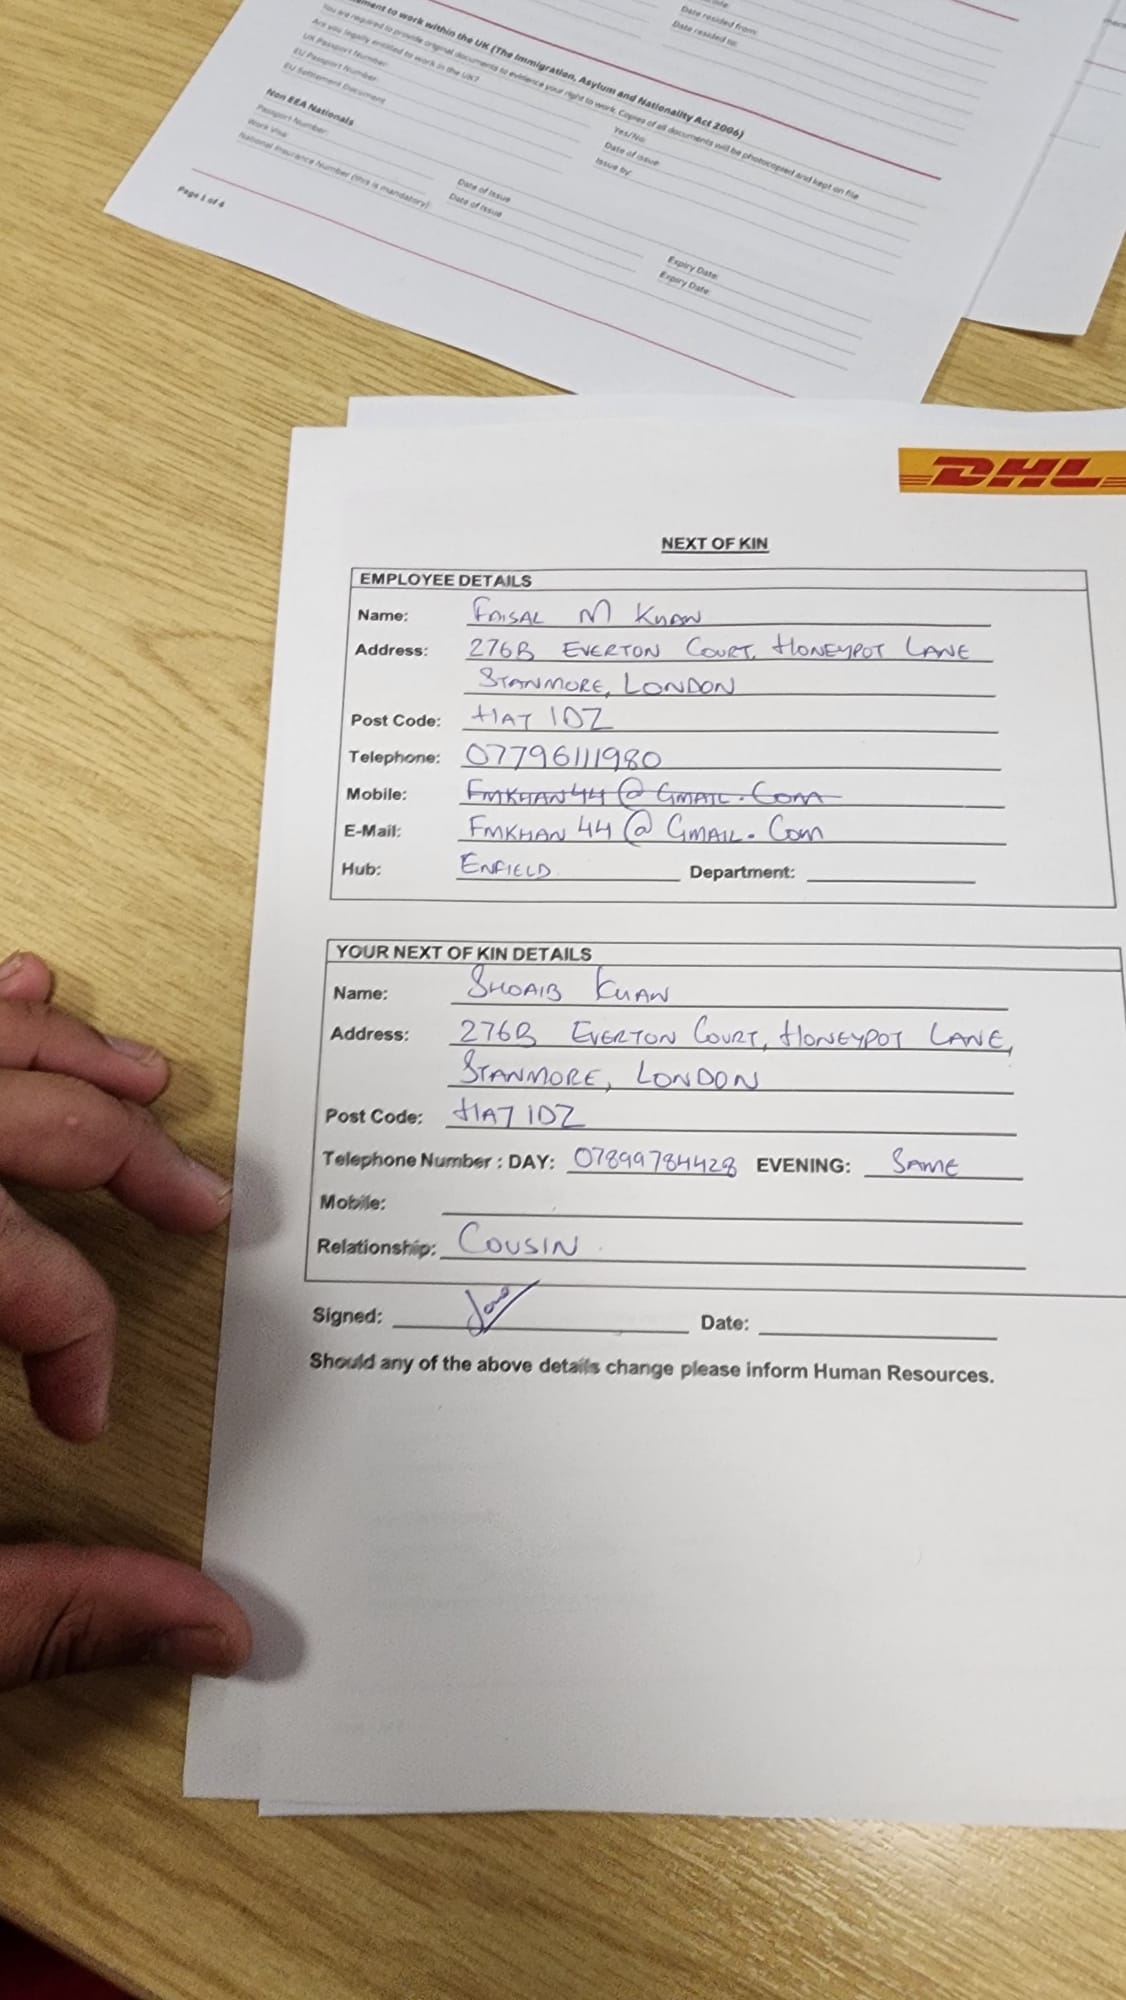 Date resided from:
Date resided to:
ment to work within the UK (The Immigration, Asylum and Nationality Act 2006)
You are required to provide original documents to evidence your right to work. Copies of all documents will be photocopied and kept on file
Are you legally entitled to work in the UK?
Yes/No:
UK Passport Number:
Date of issue
EU Passport Number:
Issue by:
EU Settlement Document
Non EEA Nationals
Passport Number:
Date of Issue
Expiry Date:
Work Visa:
Date of Issue
Expiry Date:
National Insurance Number (this is mandatory)
Page 1 of 4
DHL
NEXT OF KIN
EMPLOYEE DETAILS
Name: FAISAL M KHAN
Address: 276B EVERTON COURT, HONEYPOT LANE
STANMORE, LONDON
Post Code: HA7 1DZ
Telephone: 07796111980
Mobile: FMKHAN44@GMAIL.COM
E-Mail: FMKHAN44@GMAIL.COM
Hub: ENFIELD Department:
YOUR NEXT OF KIN DETAILS
Name: SHOAIB KHAN
Address: 276B EVERTON COURT, HONEYPOT LANE,
STANMORE, LONDON
Post Code: HA7 1DZ
Telephone Number : DAY: 07899784428 EVENING: SAME
Mobile:
Relationship: COUSIN
Signed: Date:
Should any of the above details change please inform Human Resources.